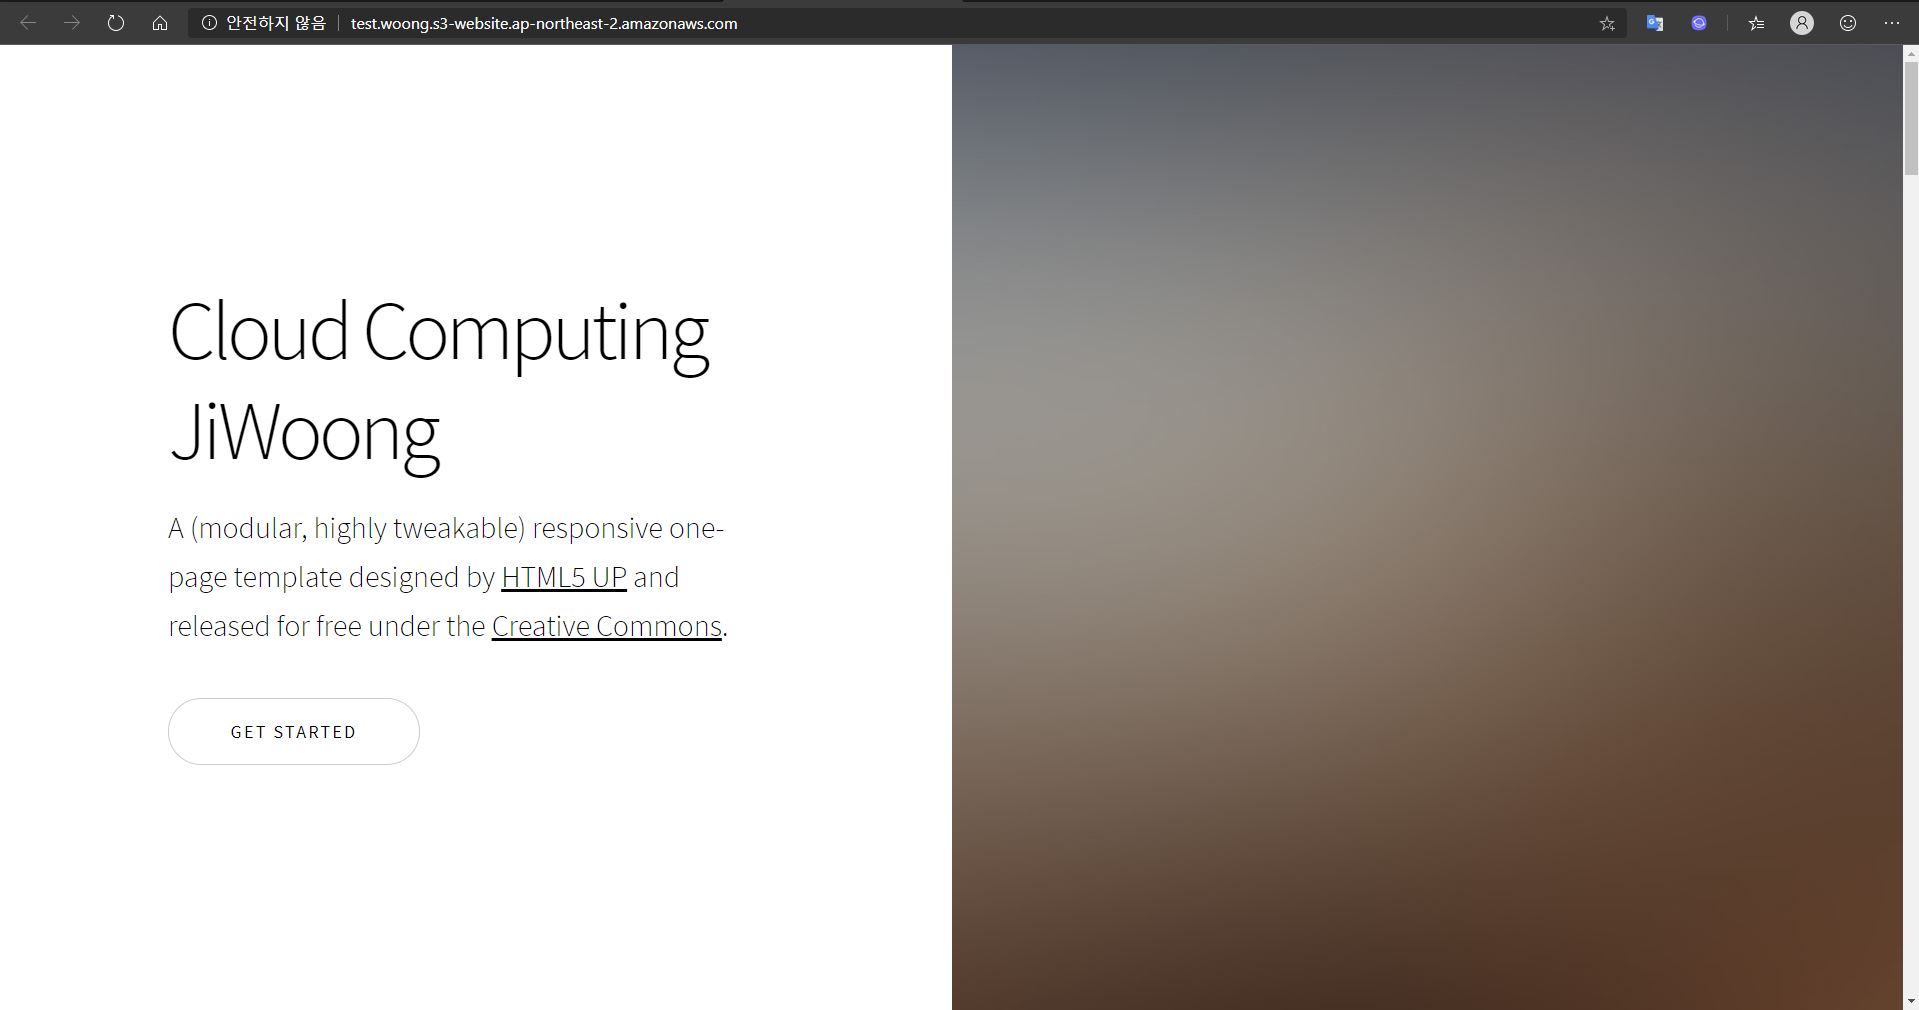 안전하지 않음 test.woong.s3-website.ap-northeast-2.amazonaws.com
Cloud Computing
JiWoong
A (modular, highly tweakable) responsive one-
page template designed by HTML5 UP and
released for free under the Creative Commons.
GET STARTED